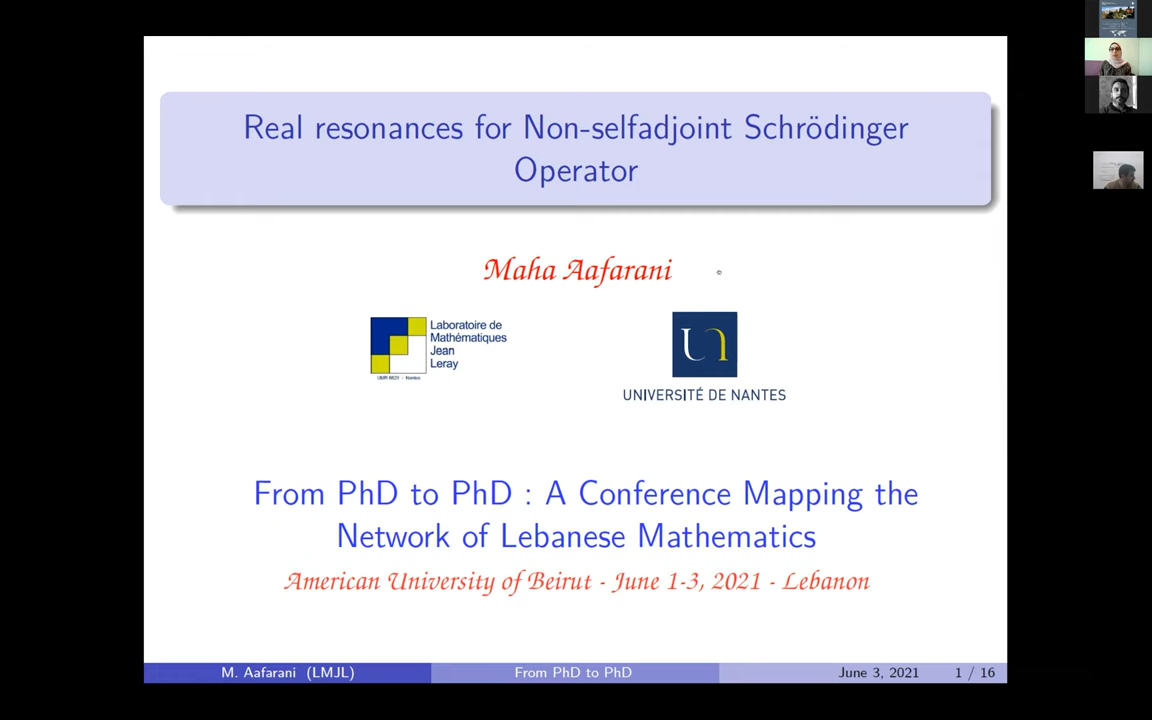 Real resonances for Non-selfadjoint Schrödinger
Operator
Maha Aafarani
Laboratoire de
Mathématiques
Jean
Leray
UNIVERSITÉ DE NANTES
From PhD to PhD : A Conference Mapping the
Network of Lebanese Mathematics
American University of Beirut - June 1-3, 2021 - Lebanon
M. Aafarani (LMJL) From PhD to PhD June 3, 2021 1 / 16